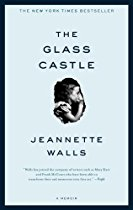 THE NEW YORK TIMES BESTSELLER
THE
GLASS
CASTLE
JEANNETTE
WALLS
A MEMOIR